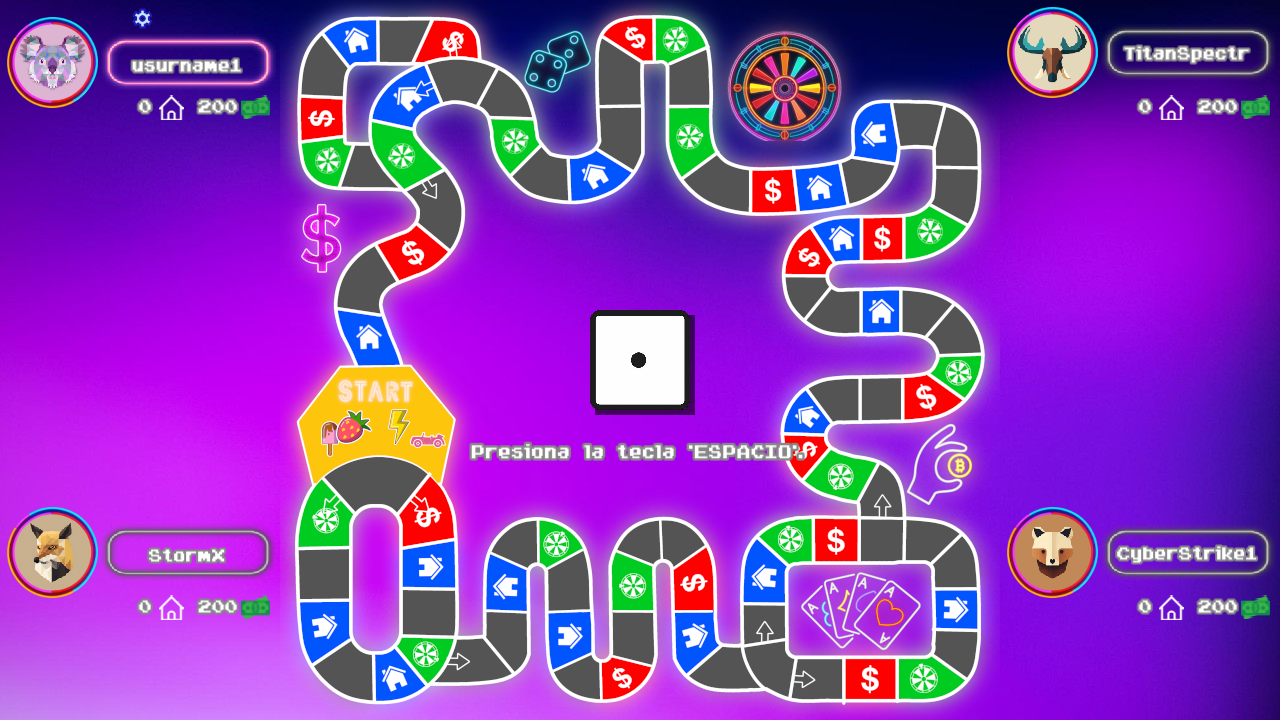 usurname1
0 200
TitanSpectr
0 200
START
Presiona la tecla 'ESPACIO'.
StormX
0 200
CyberStrike1
0 200